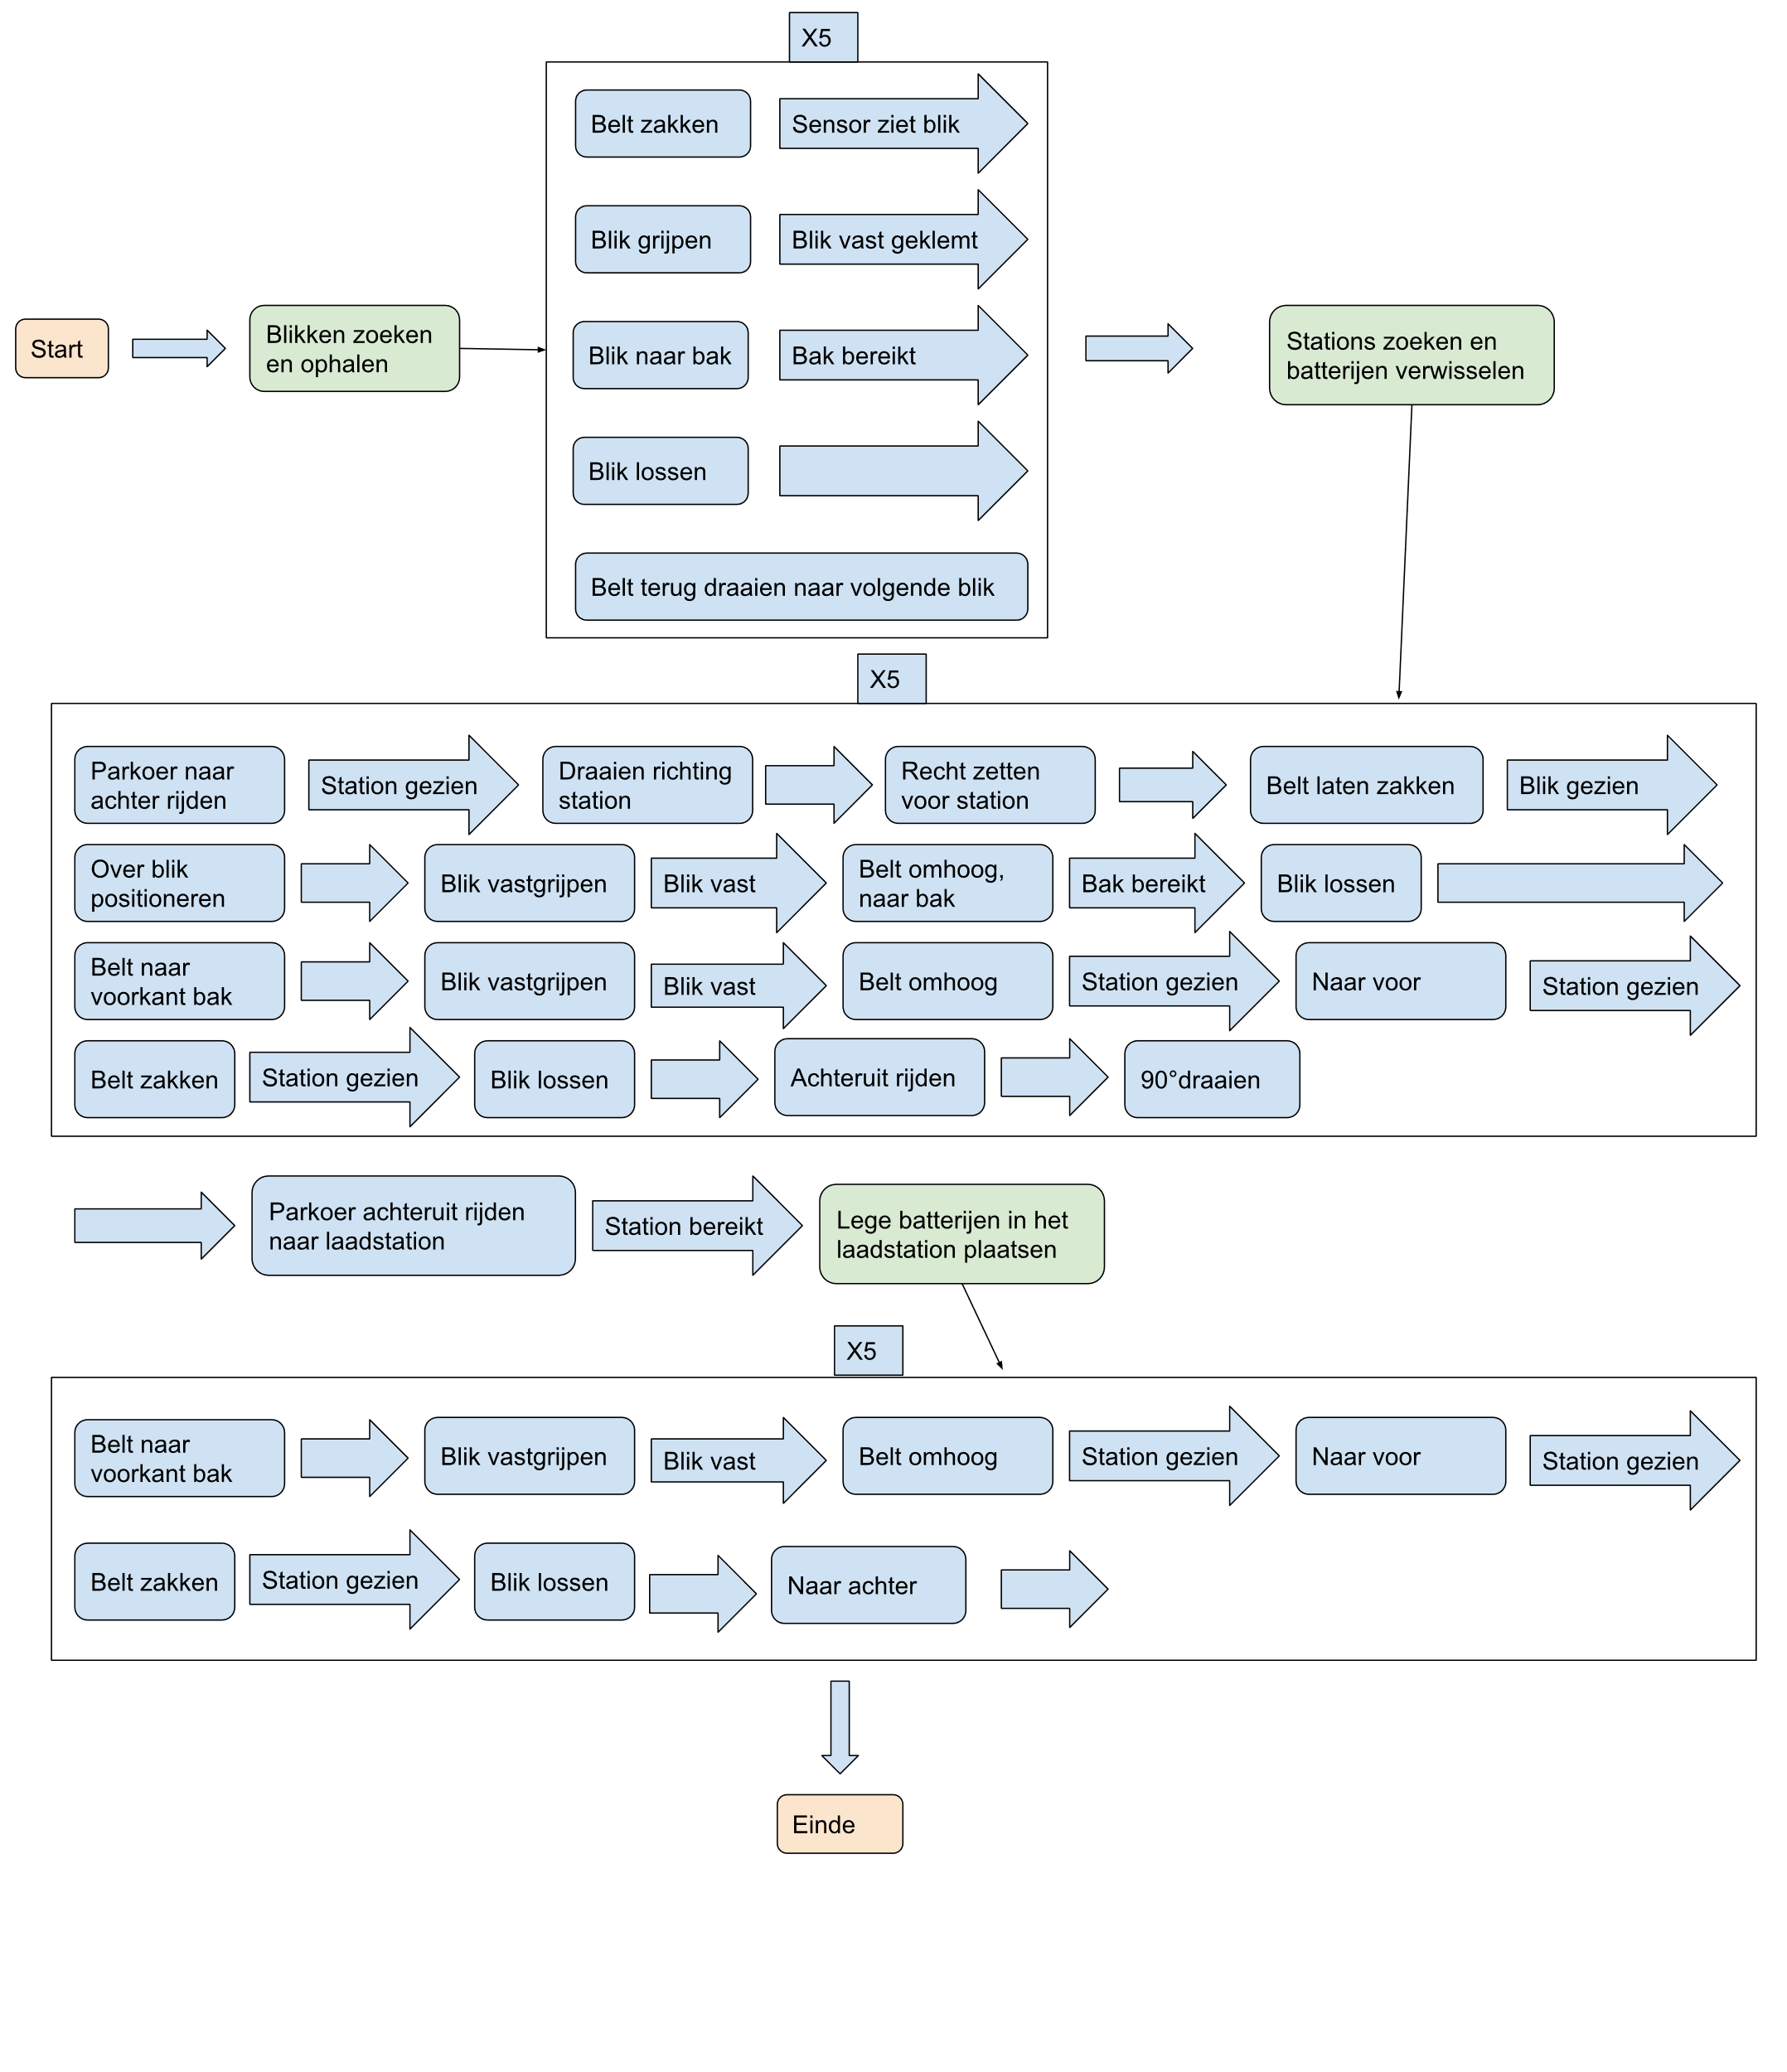 X5
Belt zakken
Sensor ziet blik
Blik grijpen
Blik vast geklemt
Start
Blikken zoeken
en ophalen
Blik naar bak
Bak bereikt
Stations zoeken en
batterijen verwisselen
Blik lossen
Belt terug draaien naar volgende blik
X5
Parkoer naar
achter rijden
Station gezien
Draaien richting
station
Recht zetten
voor station
Belt laten zakken
Blik gezien
Over blik
positioneren
Blik vastgrijpen
Blik vast
Belt omhoog,
naar bak
Bak bereikt
Blik lossen
Belt naar
voorkant bak
Blik vastgrijpen
Blik vast
Belt omhoog
Station gezien
Naar voor
Station gezien
Belt zakken
Station gezien
Blik lossen
Achteruit rijden
90°draaien
Parkoer achteruit rijden
naar laadstation
Station bereikt
Lege batterijen in het
laadstation plaatsen
X5
Belt naar
voorkant bak
Blik vastgrijpen
Blik vast
Belt omhoog
Station gezien
Naar voor
Station gezien
Belt zakken
Station gezien
Blik lossen
Naar achter
Einde